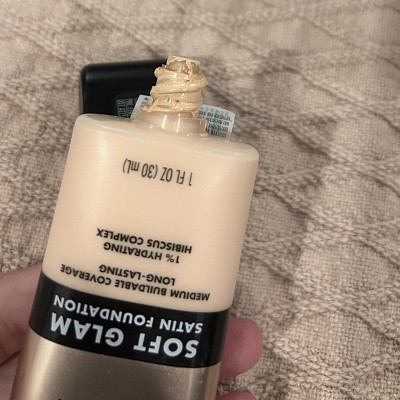 SOFT GLAM
SATIN FOUNDATION
MEDIUM BUILDABLE COVERAGE
LONG-LASTING
1% HYDRATING
HIBISCUS COMPLEX
1 FL OZ (30 mL)